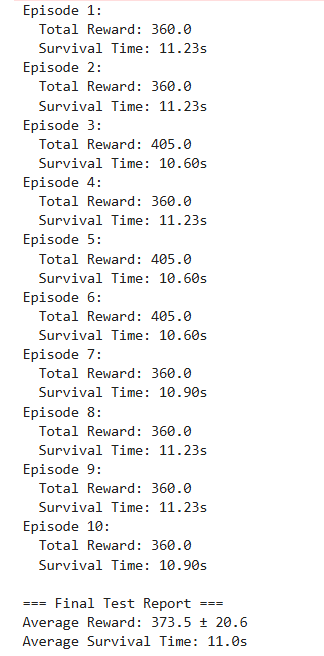 Episode 1:
Total Reward: 360.0
Survival Time: 11.23s
Episode 2:
Total Reward: 360.0
Survival Time: 11.23s
Episode 3:
Total Reward: 405.0
Survival Time: 10.60s
Episode 4:
Total Reward: 360.0
Survival Time: 11.23s
Episode 5:
Total Reward: 405.0
Survival Time: 10.60s
Episode 6:
Total Reward: 405.0
Survival Time: 10.60s
Episode 7:
Total Reward: 360.0
Survival Time: 10.90s
Episode 8:
Total Reward: 360.0
Survival Time: 11.23s
Episode 9:
Total Reward: 360.0
Survival Time: 11.23s
Episode 10:
Total Reward: 360.0
Survival Time: 10.90s
=== Final Test Report ===
Average Reward: 373.5 ± 20.6
Average Survival Time: 11.0s